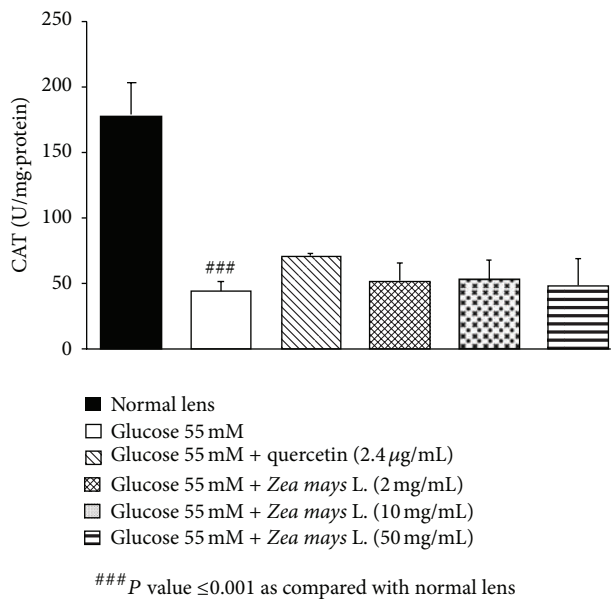 250
200
150
100
50
0
CAT (U/mg·protein)
###
Normal lens
Glucose 55 mM
Glucose 55 mM + quercetin (2.4 μg/mL)
Glucose 55 mM + Zea mays L. (2 mg/mL)
Glucose 55 mM + Zea mays L. (10 mg/mL)
Glucose 55 mM + Zea mays L. (50 mg/mL)
###P value ≤0.001 as compared with normal lens